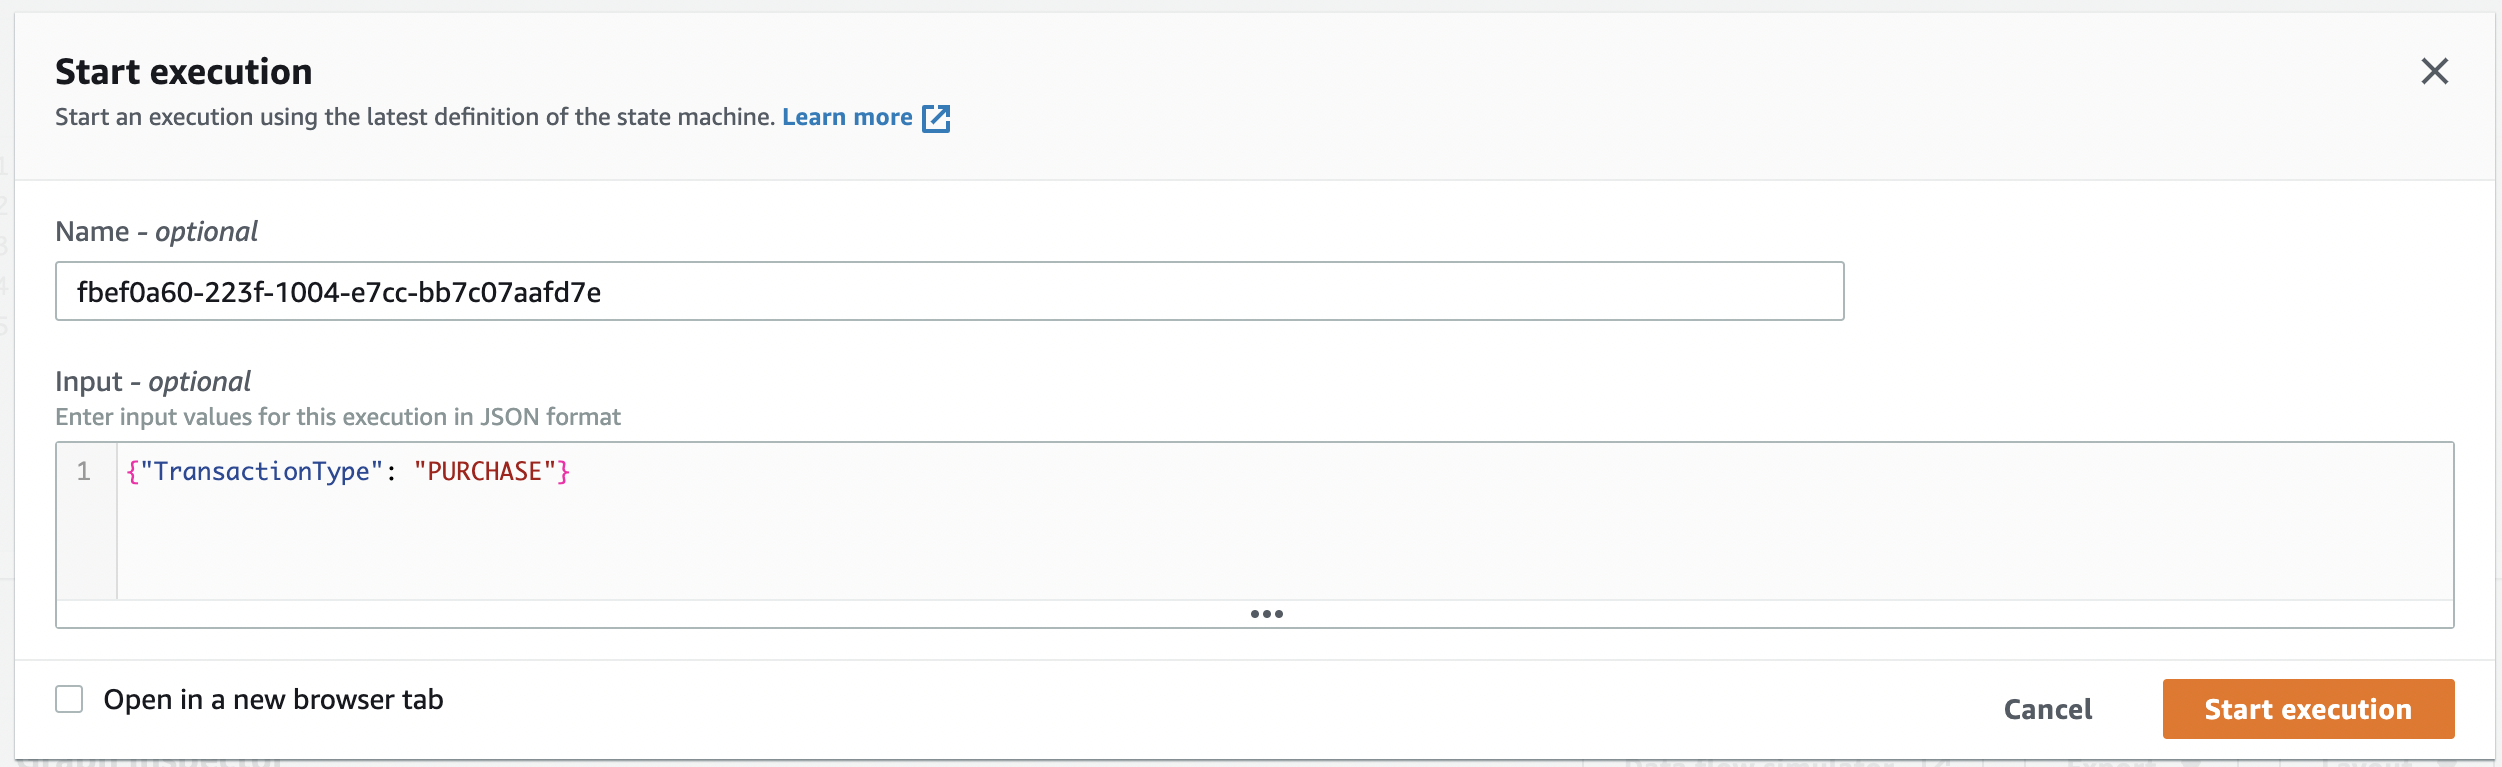 Start execution
Start an execution using the latest definition of the state machine. Learn more
Name - optional
fbef0a60-223f-1004-e7cc-bb7c07aafd7e
Input - optional
Enter input values for this execution in JSON format
1 {"TransactionType": "PURCHASE"}
Open in a new browser tab
Cancel
Start execution